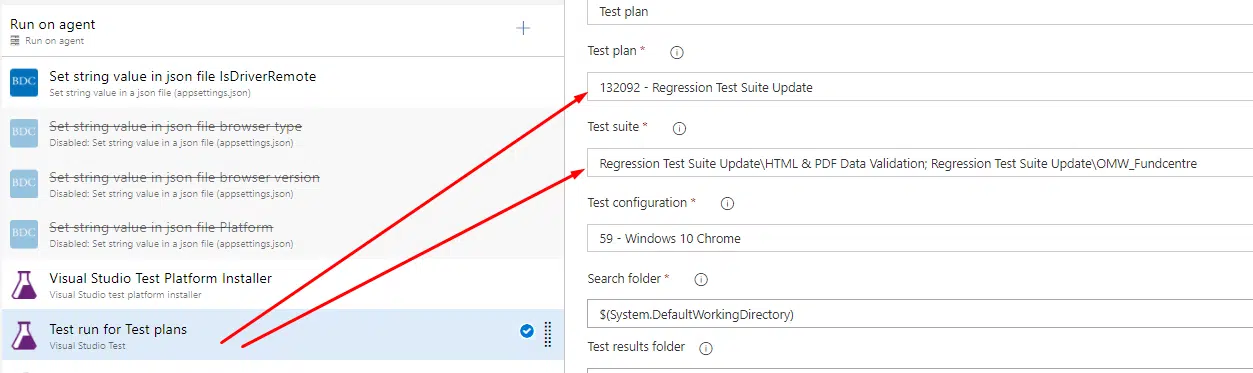 Run on agent
Run on agent
BDC
Set string value in json file IsDriverRemote
Set string value in a json file (appsettings.json)
BDC
Set string value in json file browser type
Disabled: Set string value in a json file (appsettings.json)
BDC
Set string value in json file browser version
Disabled: Set string value in a json file (appsettings.json)
BDC
Set string value in json file Platform
Disabled: Set string value in a json file (appsettings.json)
Visual Studio Test Platform Installer
Visual Studio test platform installer
Test run for Test plans
Visual Studio Test
Test plan
Test plan *
132092 - Regression Test Suite Update
Test suite *
Regression Test Suite Update\HTML & PDF Data Validation; Regression Test Suite Update\OMW_Fundcentre
Test configuration *
59 - Windows 10 Chrome
Search folder *
$(System.DefaultWorkingDirectory)
Test results folder